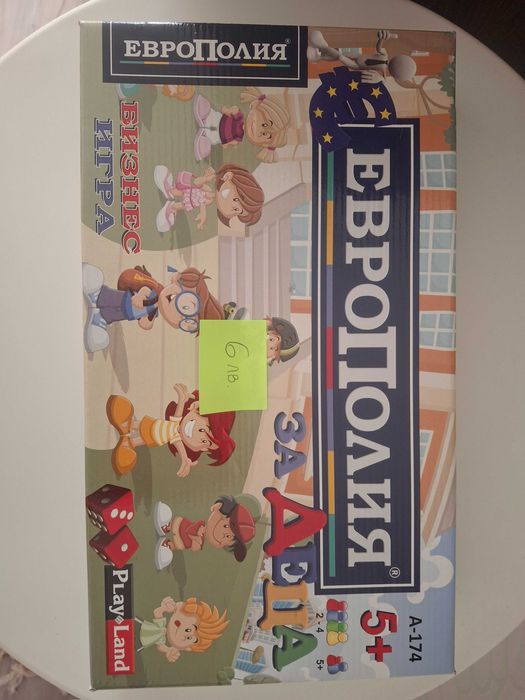 ЕВРОПОЛИЯ®
БИЗНЕС
ИГРА
ЕВРОПОЛИЯ®
ЗА ДЕЦА
6 лв.
A-174
5+
2 - 4
5+
Play Land